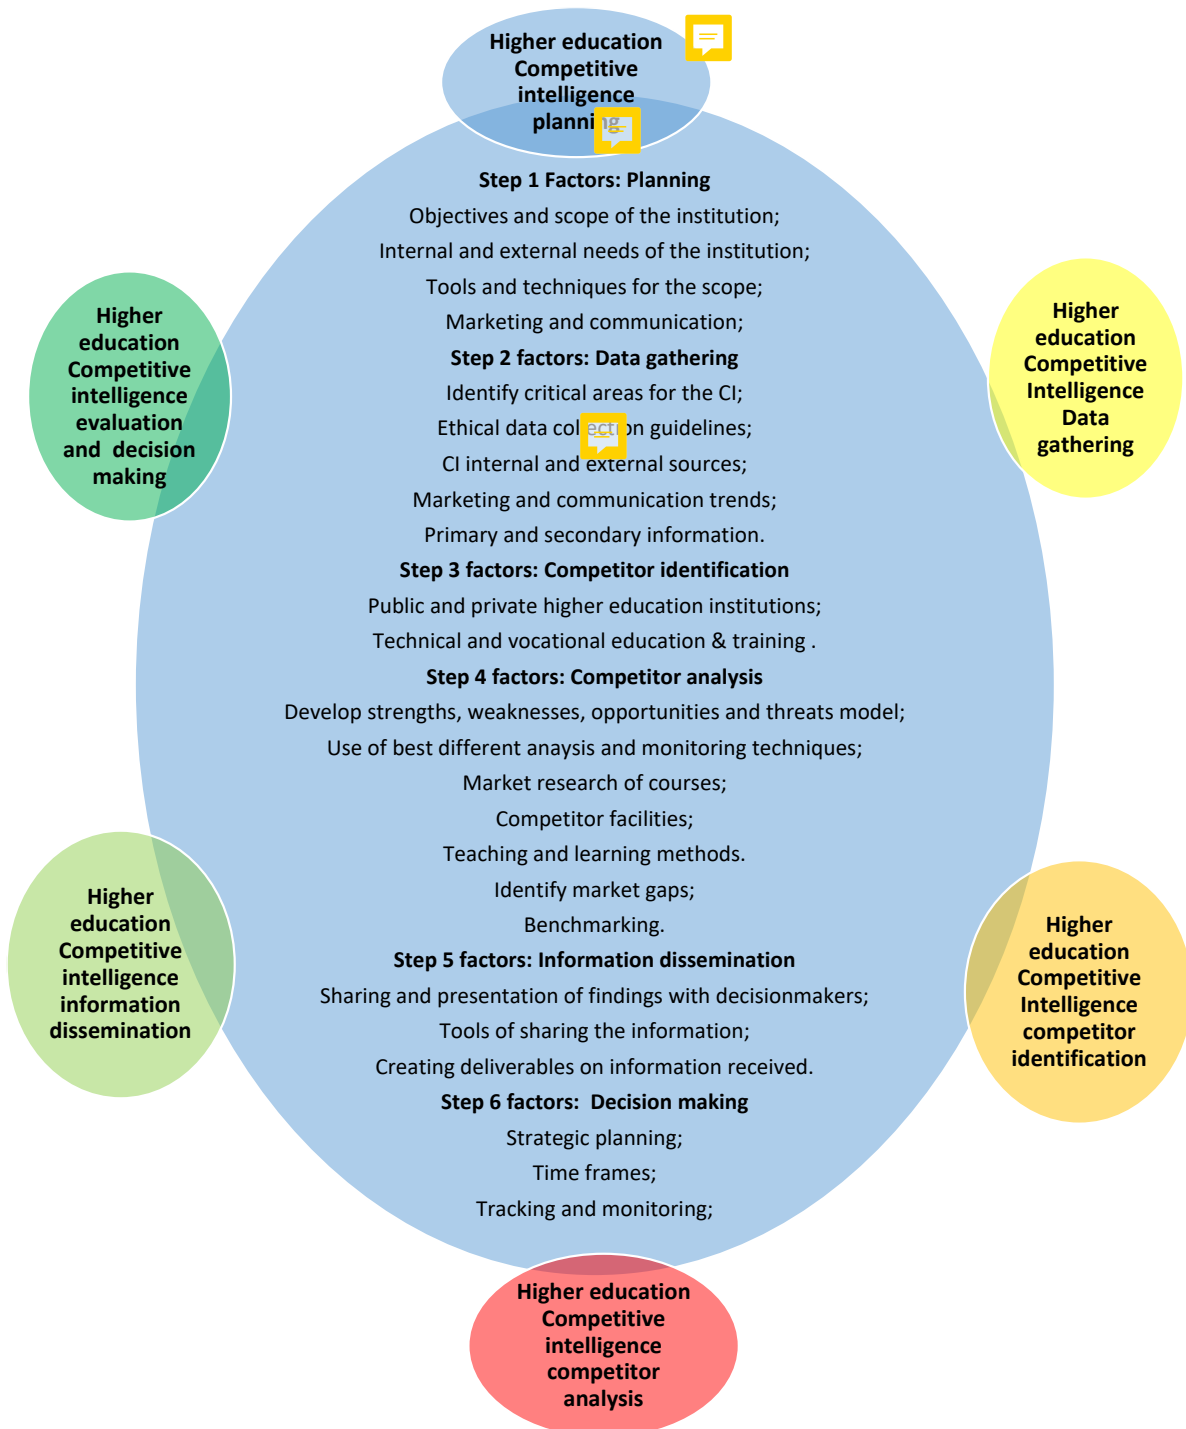 Higher education
Competitive
intelligence
planning
Step 1 Factors: Planning
Objectives and scope of the institution;
Internal and external needs of the institution;
Tools and techniques for the scope;
Marketing and communication;
Step 2 factors: Data gathering
Identify critical areas for the CI;
Ethical data collection guidelines;
CI internal and external sources;
Marketing and communication trends;
Primary and secondary information.
Step 3 factors: Competitor identification
Public and private higher education institutions;
Technical and vocational education & training .
Step 4 factors: Competitor analysis
Develop strengths, weaknesses, opportunities and threats model;
Use of best different anaysis and monitoring techniques;
Market research of courses;
Competitor facilities;
Teaching and learning methods.
Identify market gaps;
Benchmarking.
Step 5 factors: Information dissemination
Sharing and presentation of findings with decisionmakers;
Tools of sharing the information;
Creating deliverables on information received.
Step 6 factors:  Decision making
Strategic planning;
Time frames;
Tracking and monitoring;
Higher
education
Competitive
Intelligence
Data
gathering
Higher
education
Competitive
Intelligence
competitor
identification
Higher education
Competitive
intelligence
competitor
analysis
Higher
education
Competitive
intelligence
information
dissemination
Higher
education
Competitive
intelligence
evaluation
and  decision
making